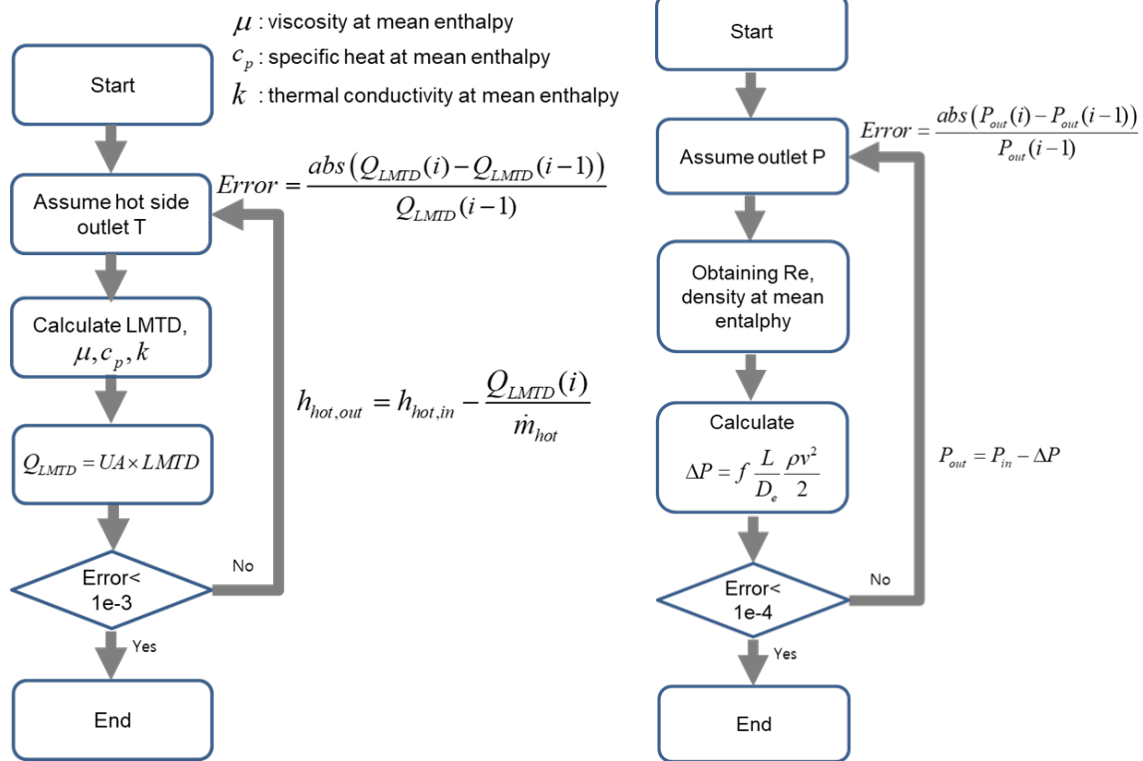 μ : viscosity at mean enthalpy
c_p : specific heat at mean enthalpy
k : thermal conductivity at mean enthalpy
Start
Assume hot side
outlet T
Error = abs(Q_LMTD(i) − Q_LMTD(i−1)) / Q_LMTD(i−1)
Calculate LMTD,
μ, c_p, k
h_hot,out = h_hot,in − Q_LMTD(i) / ṁ_hot
Q_LMTD = UA × LMTD
Error<
1e-3
No
Yes
End
Start
Assume outlet P
Error = abs(P_out(i) − P_out(i−1)) / P_out(i−1)
Obtaining Re,
density at mean
entalphy
Calculate
ΔP = f L/D_e ρv²/2
P_out = P_in − ΔP
Error<
1e-4
No
Yes
End